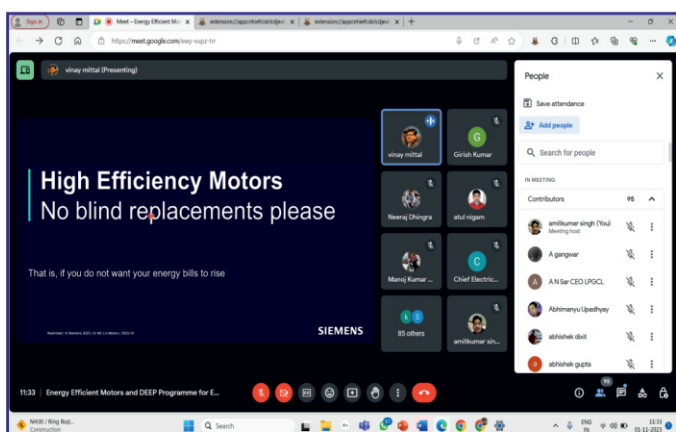 Sign in
Meet – Energy Efficient Mo
extension://appcnhiefcidclcdjeah
extension://appcnhiefcidclcdjeah
https://meet.google.com/ewy-vupz-trr
vinay mittal (Presenting)
High Efficiency Motors
No blind replacements please
That is, if you do not want your energy bills to rise
SIEMENS
vinay mittal
G
Girish Kumar
Neeraj Dhingra
atul nigam
Manoj Kumar ...
C
Chief Electric...
k S
85 others
amitkumar sin...
People
Save attendance
Add people
Search for people
IN MEETING
Contributors 95
amitkumar singh (You)
Meeting host
A gangwar
A
A N Sar CEO LPGCL
Abhimanyu Upadhyay
abhishek dixit
a
abhishek gupta
11:33 | Energy Efficient Motors and DEEP Programme for E...
95
NH30 / Ring Rod...
Construction
Search
ENG
IN
11:33
01-11-2023